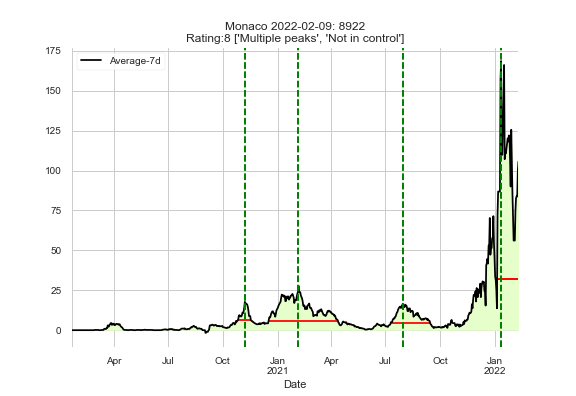 Monaco 2022-02-09: 8922
Rating:8 ['Multiple peaks', 'Not in control']
Average-7d
175
150
125
100
75
50
25
0
Apr
Jul
Oct
Jan
2021
Apr
Jul
Oct
Jan
2022
Date